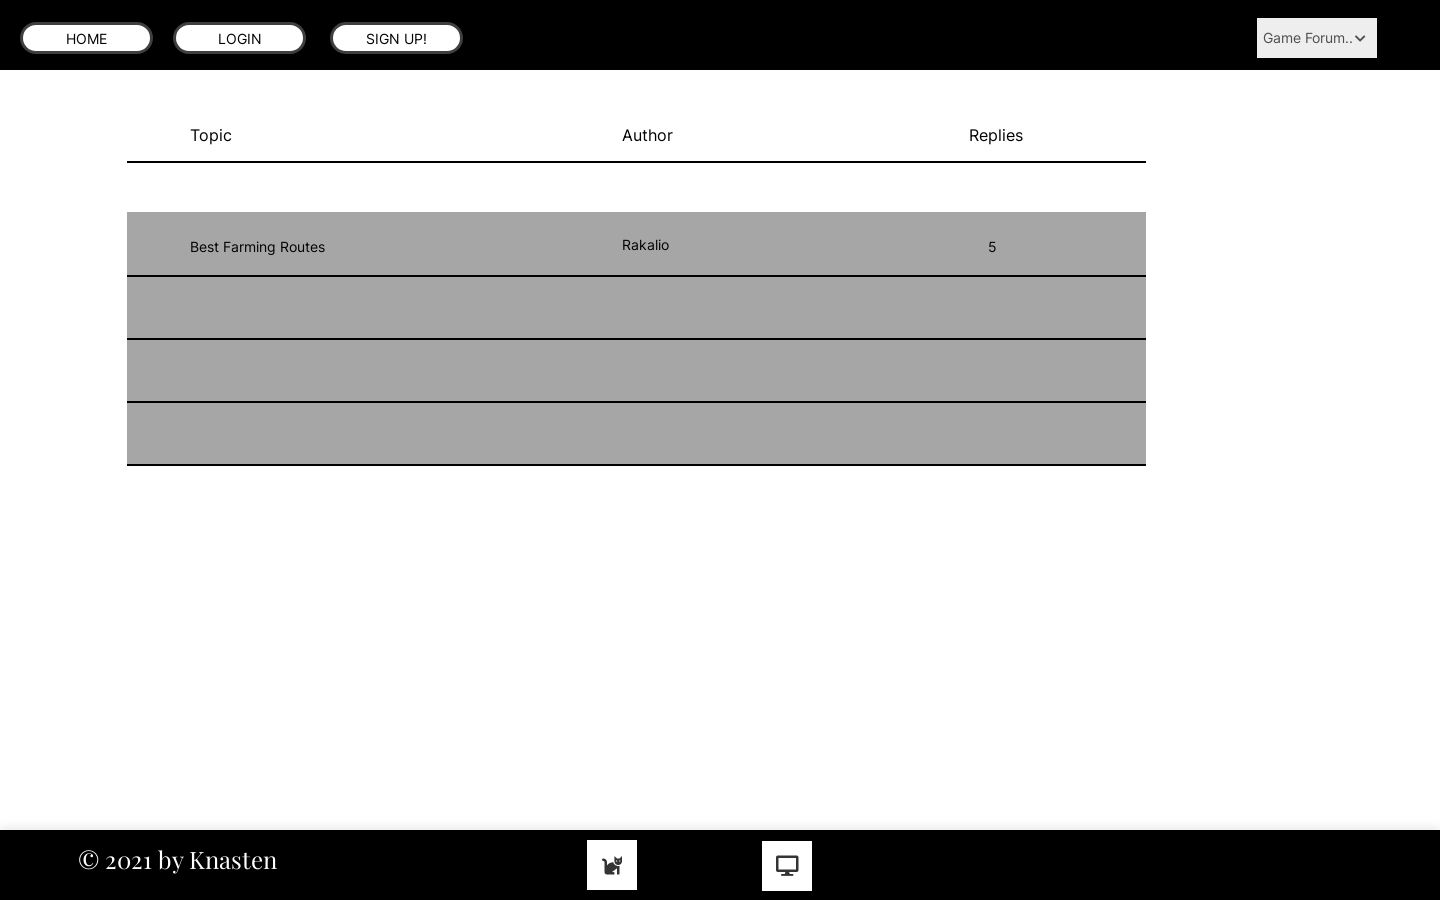 HOME LOGIN SIGN UP! Game Forum..
Topic Author Replies
Best Farming Routes Rakalio 5
© 2021 by Knasten